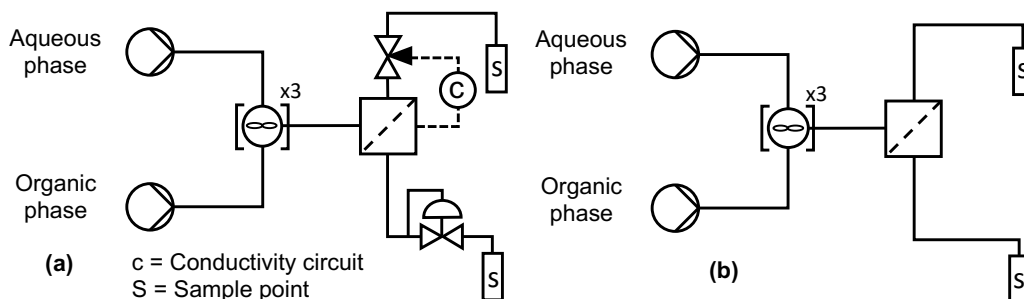 Aqueous
phase
x3
C
S
Organic
phase
S
(a)
c = Conductivity circuit
S = Sample point
Aqueous
phase
x3
S
Organic
phase
S
(b)